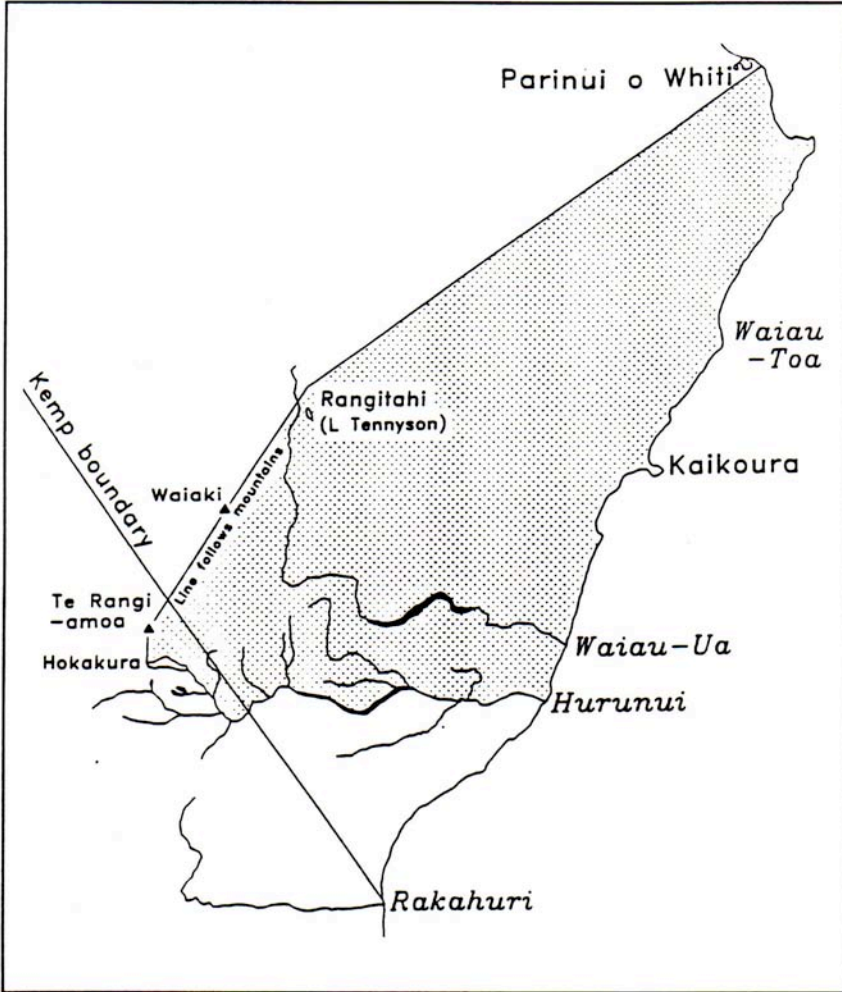 Parinui o Whiti
Waiau
-Toa
Rangitahi
(L Tennyson)
Kemp boundary
Kaikoura
Waiaki
Line follows mountains
Te Rangi
-amoa
Hokakura
Waiau-Ua
Hurunui
Rakahuri